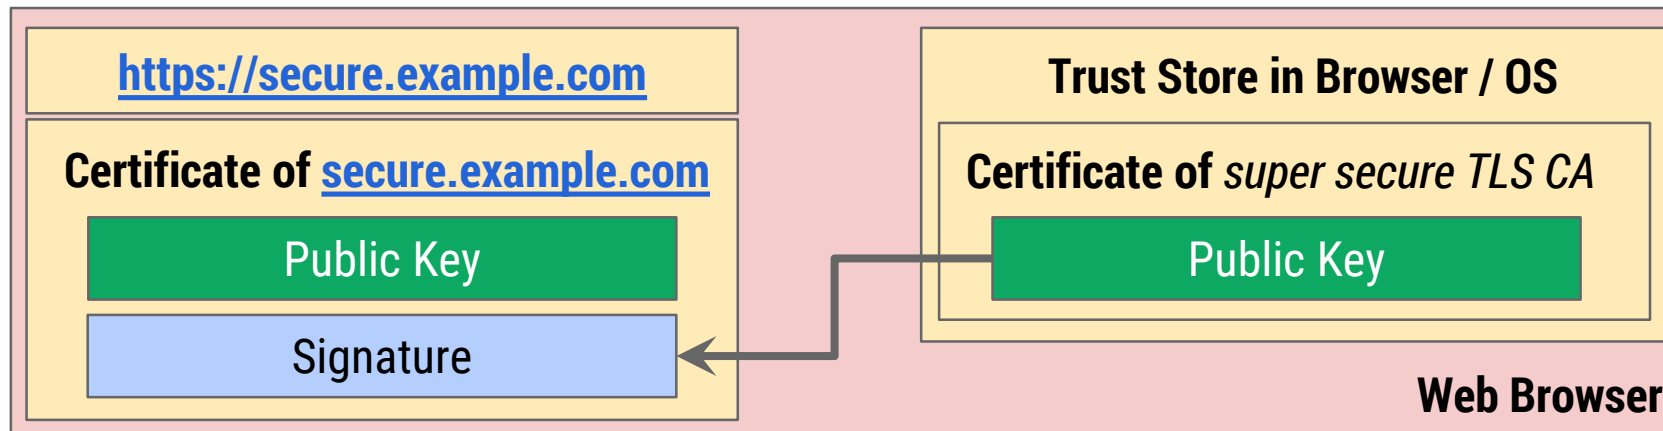 https://secure.example.com
Certificate of secure.example.com
Public Key
Signature
Trust Store in Browser / OS
Certificate of super secure TLS CA
Public Key
Web Browser